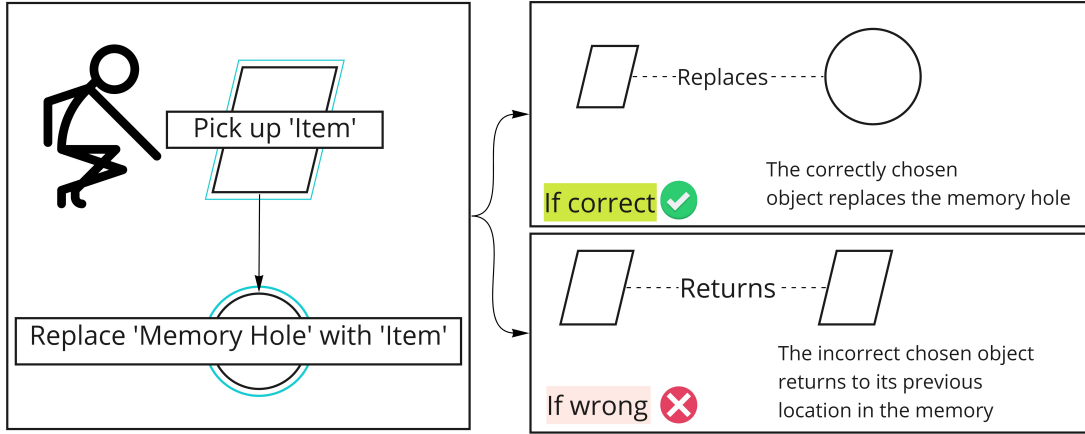 Pick up 'Item'
Replace 'Memory Hole' with 'Item'
Replaces
The correctly chosen
object replaces the memory hole
If correct
Returns
The incorrect chosen object
returns to its previous
location in the memory
If wrong